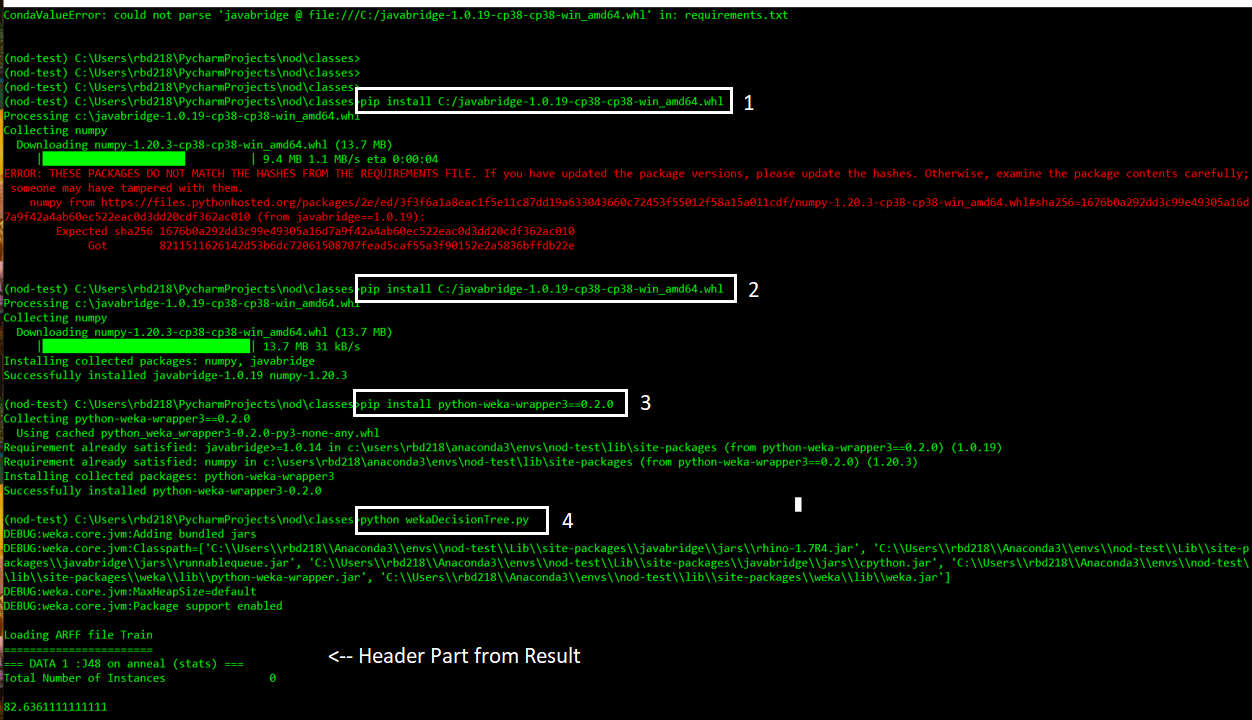 CondaValueError: could not parse 'javabridge @ file:///C:/javabridge-1.0.19-cp38-cp38-win_amd64.whl' in: requirements.txt
(nod-test) C:\Users\rbd218\PycharmProjects\nod\classes>
(nod-test) C:\Users\rbd218\PycharmProjects\nod\classes>
(nod-test) C:\Users\rbd218\PycharmProjects\nod\classes>
(nod-test) C:\Users\rbd218\PycharmProjects\nod\classes>pip install C:/javabridge-1.0.19-cp38-cp38-win_amd64.whl 1
Processing c:\javabridge-1.0.19-cp38-cp38-win_amd64.whl
Collecting numpy
Downloading numpy-1.20.3-cp38-cp38-win_amd64.whl (13.7 MB)
| | 9.4 MB 1.1 MB/s eta 0:00:04
ERROR: THESE PACKAGES DO NOT MATCH THE HASHES FROM THE REQUIREMENTS FILE. If you have updated the package versions, please update the hashes. Otherwise, examine the package contents carefully;
someone may have tampered with them.
numpy from https://files.pythonhosted.org/packages/2e/ed/3f3f6a1a8eac1f5e11c87dd19a633043660c72453f55012f58a15a011cdf/numpy-1.20.3-cp38-cp38-win_amd64.whl#sha256=1676b0a292dd3c99e49305a16d
7a9f42a4ab60ec522eac0d3dd20cdf362ac010 (from javabridge==1.0.19):
Expected sha256 1676b0a292dd3c99e49305a16d7a9f42a4ab60ec522eac0d3dd20cdf362ac010
Got 8211511626142d53b6dc72061508707fead5caf55a3f90152e2a5836bffdb22e
(nod-test) C:\Users\rbd218\PycharmProjects\nod\classes>pip install C:/javabridge-1.0.19-cp38-cp38-win_amd64.whl 2
Processing c:\javabridge-1.0.19-cp38-cp38-win_amd64.whl
Collecting numpy
Downloading numpy-1.20.3-cp38-cp38-win_amd64.whl (13.7 MB)
| | 13.7 MB 31 kB/s
Installing collected packages: numpy, javabridge
Successfully installed javabridge-1.0.19 numpy-1.20.3
(nod-test) C:\Users\rbd218\PycharmProjects\nod\classes>pip install python-weka-wrapper3==0.2.0 3
Collecting python-weka-wrapper3==0.2.0
Using cached python_weka_wrapper3-0.2.0-py3-none-any.whl
Requirement already satisfied: javabridge>=1.0.14 in c:\users\rbd218\anaconda3\envs\nod-test\lib\site-packages (from python-weka-wrapper3==0.2.0) (1.0.19)
Requirement already satisfied: numpy in c:\users\rbd218\anaconda3\envs\nod-test\lib\site-packages (from python-weka-wrapper3==0.2.0) (1.20.3)
Installing collected packages: python-weka-wrapper3
Successfully installed python-weka-wrapper3-0.2.0
(nod-test) C:\Users\rbd218\PycharmProjects\nod\classes>python wekaDecisionTree.py 4
DEBUG:weka.core.jvm:Adding bundled jars
DEBUG:weka.core.jvm:Classpath=['C:\\Users\\rbd218\\Anaconda3\\envs\\nod-test\\Lib\\site-packages\\javabridge\\jars\\rhino-1.7R4.jar', 'C:\\Users\\rbd218\\Anaconda3\\envs\\nod-test\\Lib\\site-p
ackages\\javabridge\\jars\\runnablequeue.jar', 'C:\\Users\\rbd218\\Anaconda3\\envs\\nod-test\\Lib\\site-packages\\javabridge\\jars\\cpython.jar', 'C:\\Users\\rbd218\\Anaconda3\\envs\\nod-test\
\lib\\site-packages\\weka\\lib\\python-weka-wrapper.jar', 'C:\\Users\\rbd218\\Anaconda3\\envs\\nod-test\\lib\\site-packages\\weka\\lib\\weka.jar']
DEBUG:weka.core.jvm:MaxHeapSize=default
DEBUG:weka.core.jvm:Package support enabled
Loading ARFF file Train
=======================
=== DATA 1 :J48 on anneal (stats) ===
<-- Header Part from Result
Total Number of Instances 0
82.6361111111111